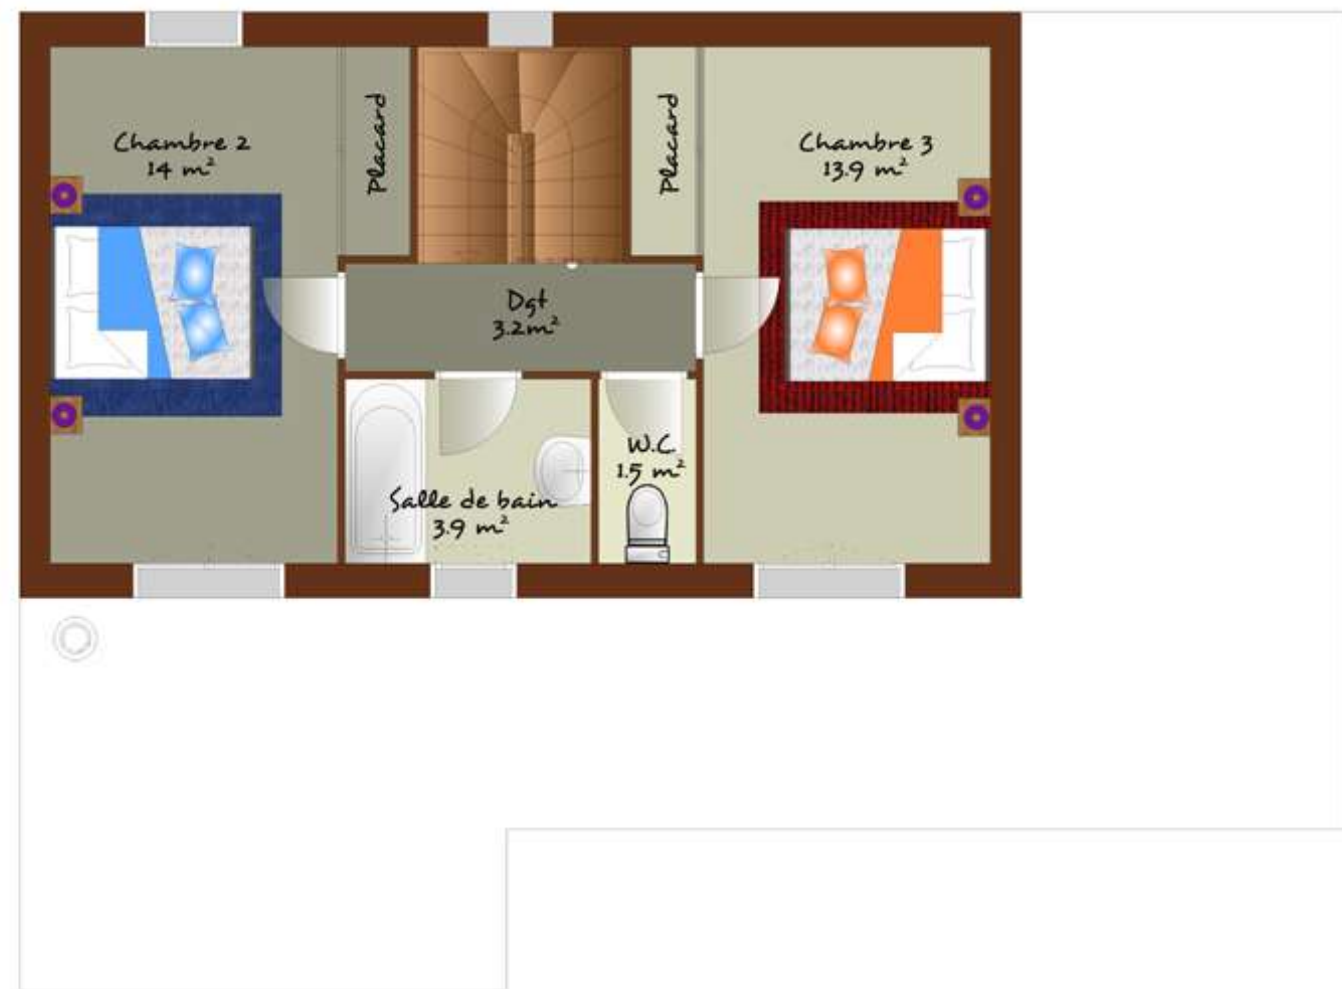 Chambre 2
14 m²
Placard
Placard
Chambre 3
13.9 m²
Dgt
3.2m²
W.C.
1.5 m²
Salle de bain
3.9 m²